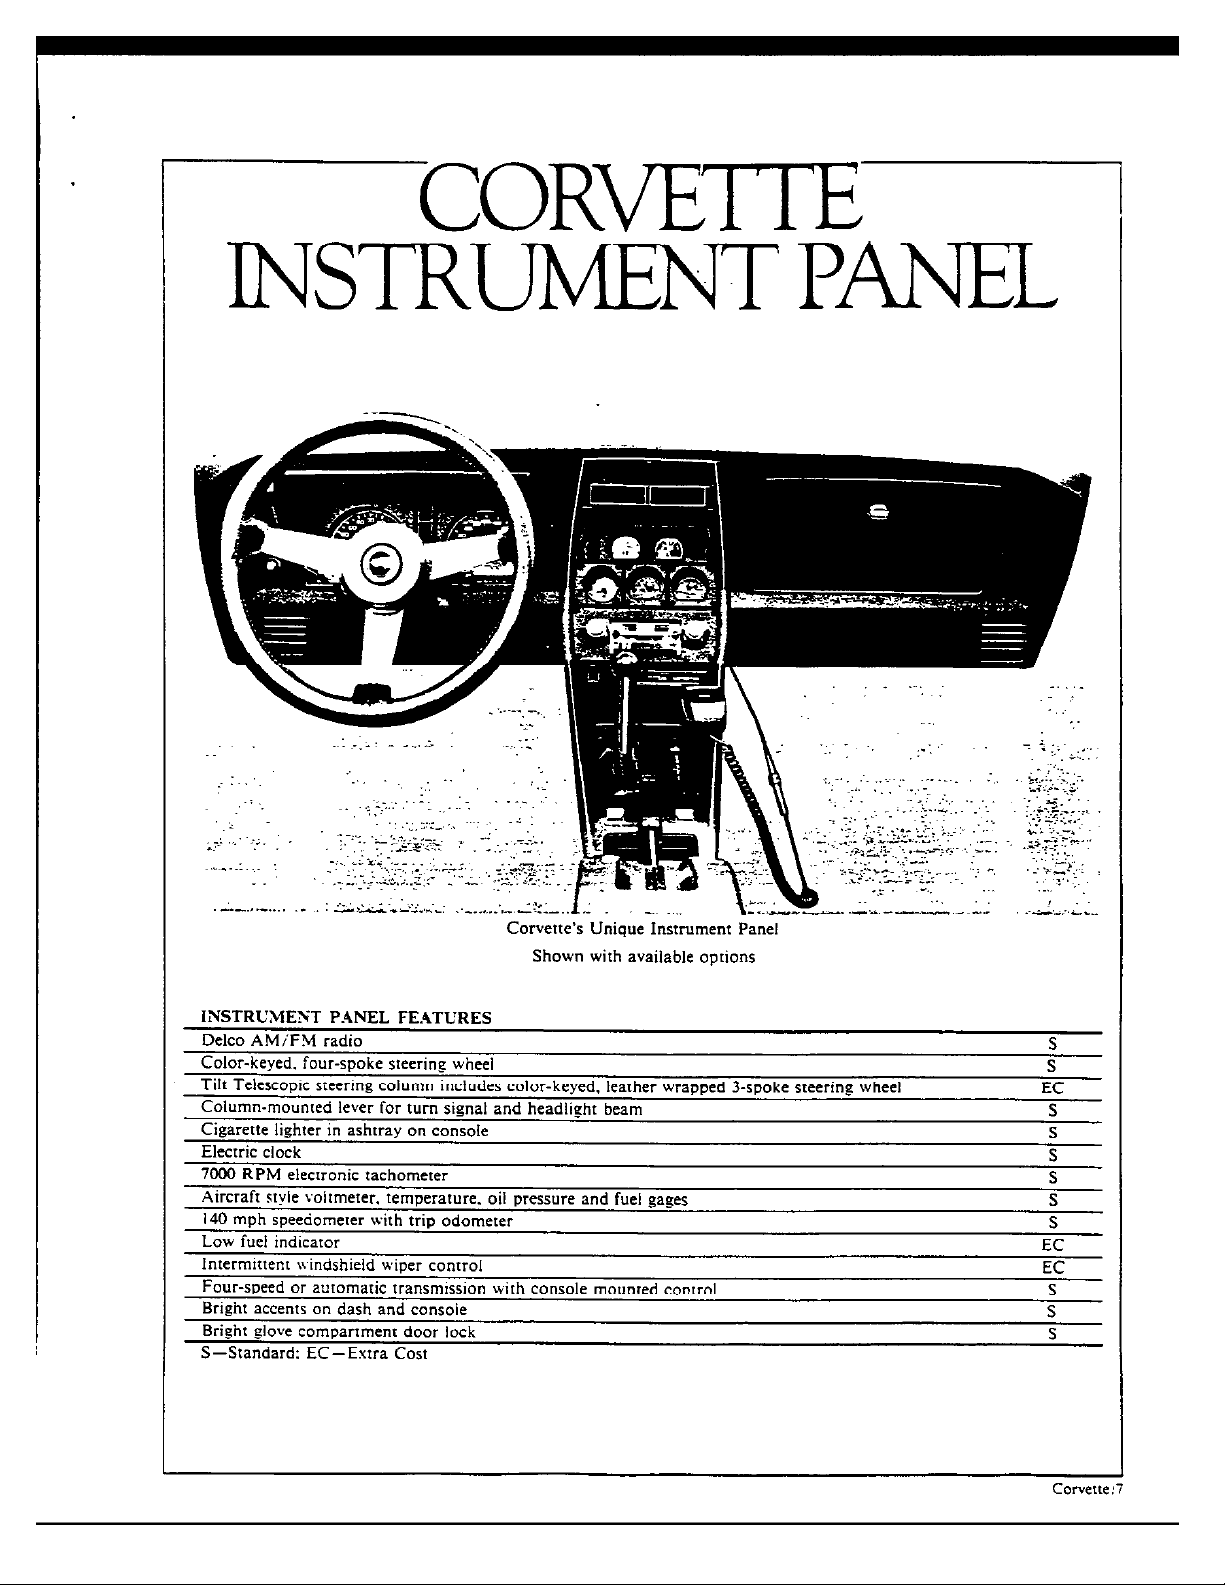 CORVETTE
INSTRUMENT PANEL
Corvette's Unique Instrument Panel
Shown with available options
INSTRUMENT PANEL FEATURES
Delco AM/FM radio S
Color-keyed, four-spoke steering wheel S
Tilt Telescopic steering column includes color-keyed, leather wrapped 3-spoke steering wheel EC
Column-mounted lever for turn signal and headlight beam S
Cigarette lighter in ashtray on console S
Electric clock S
7000 RPM electronic tachometer S
Aircraft style voltmeter, temperature, oil pressure and fuel gages S
140 mph speedometer with trip odometer S
Low fuel indicator EC
Intermittent windshield wiper control EC
Four-speed or automatic transmission with console mounted control S
Bright accents on dash and console S
Bright glove compartment door lock S
S—Standard; EC—Extra Cost
Corvette:7